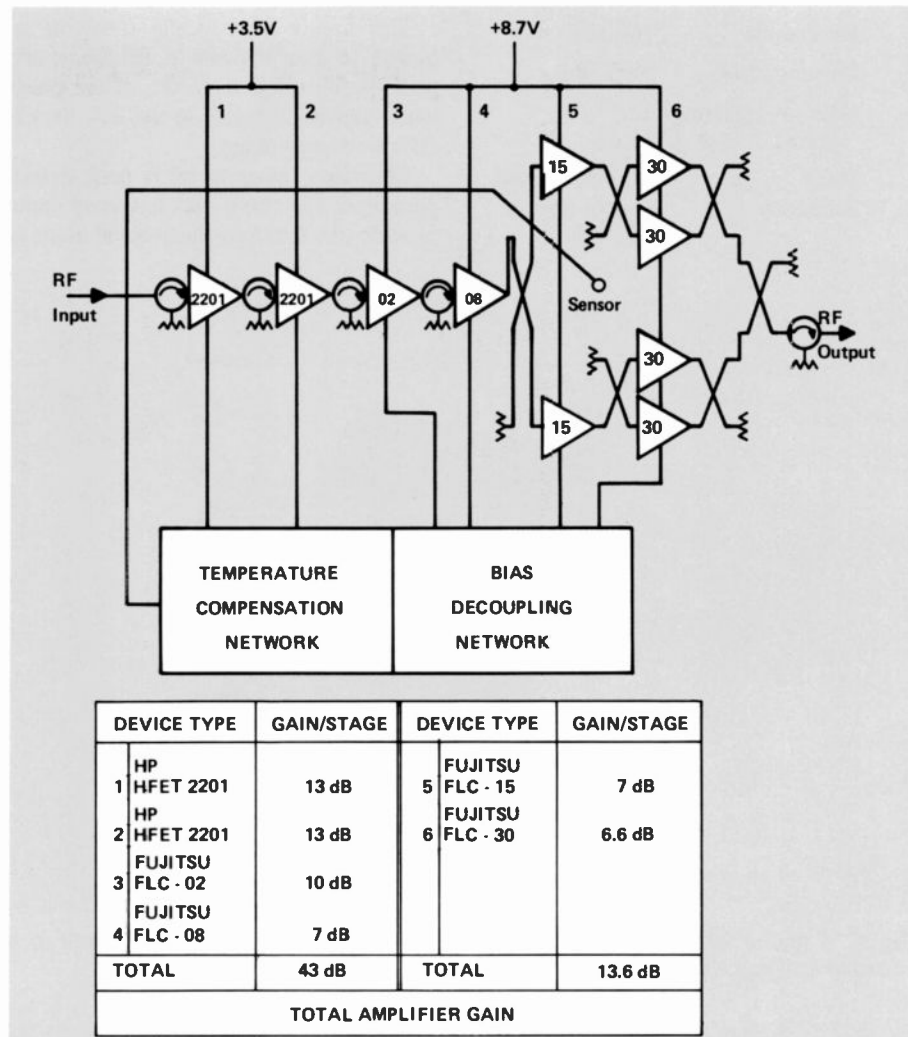 +3.5V
+8.7V
1
2
3
4
5
6
15
30
30
RF
Input
2201
2201
02
08
Sensor
RF
Output
30
15
30
TEMPERATURE
COMPENSATION
NETWORK
BIAS
DECOUPLING
NETWORK
DEVICE TYPE GAIN/STAGE DEVICE TYPE GAIN/STAGE
HP
1 HFET 2201 13 dB
FUJITSU
5 FLC - 15 7 dB
HP
2 HFET 2201 13 dB
FUJITSU
6 FLC - 30 6.6 dB
FUJITSU
3 FLC - 02 10 dB
FUJITSU
4 FLC - 08 7 dB
TOTAL 43 dB TOTAL 13.6 dB
TOTAL AMPLIFIER GAIN